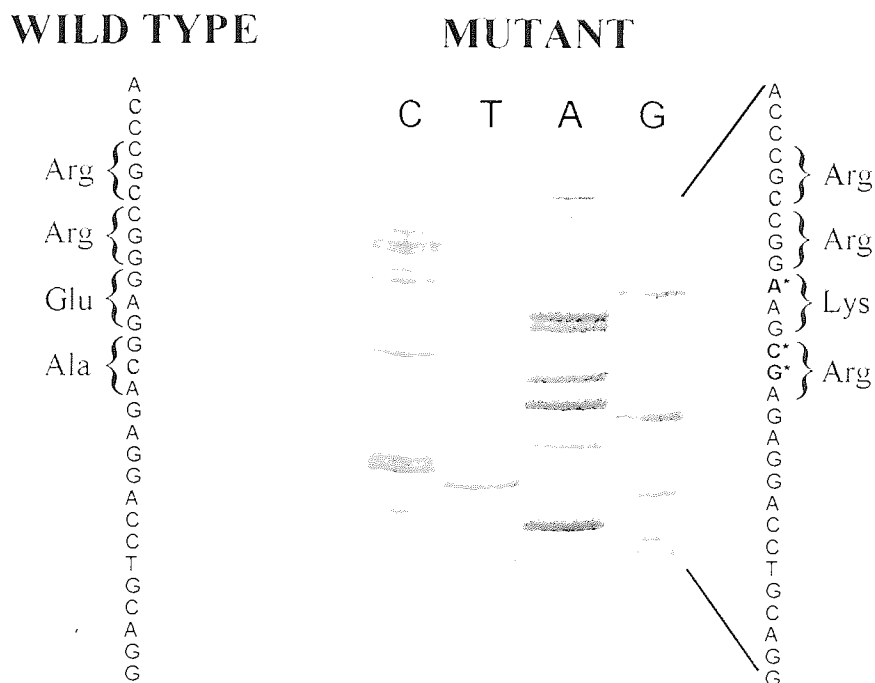 WILD TYPE
A
C
C
C
Arg { G
C
C
Arg { G
G
G
Glu { A
G
G
Ala { C
A
G
A
G
G
A
C
C
T
G
C
A
G
G
MUTANT
C T A G
A
C
C
C
G } Arg
C
C
G } Arg
G
A*
A } Lys
G
C*
G* } Arg
A
G
A
G
G
A
C
C
T
G
C
A
G
G